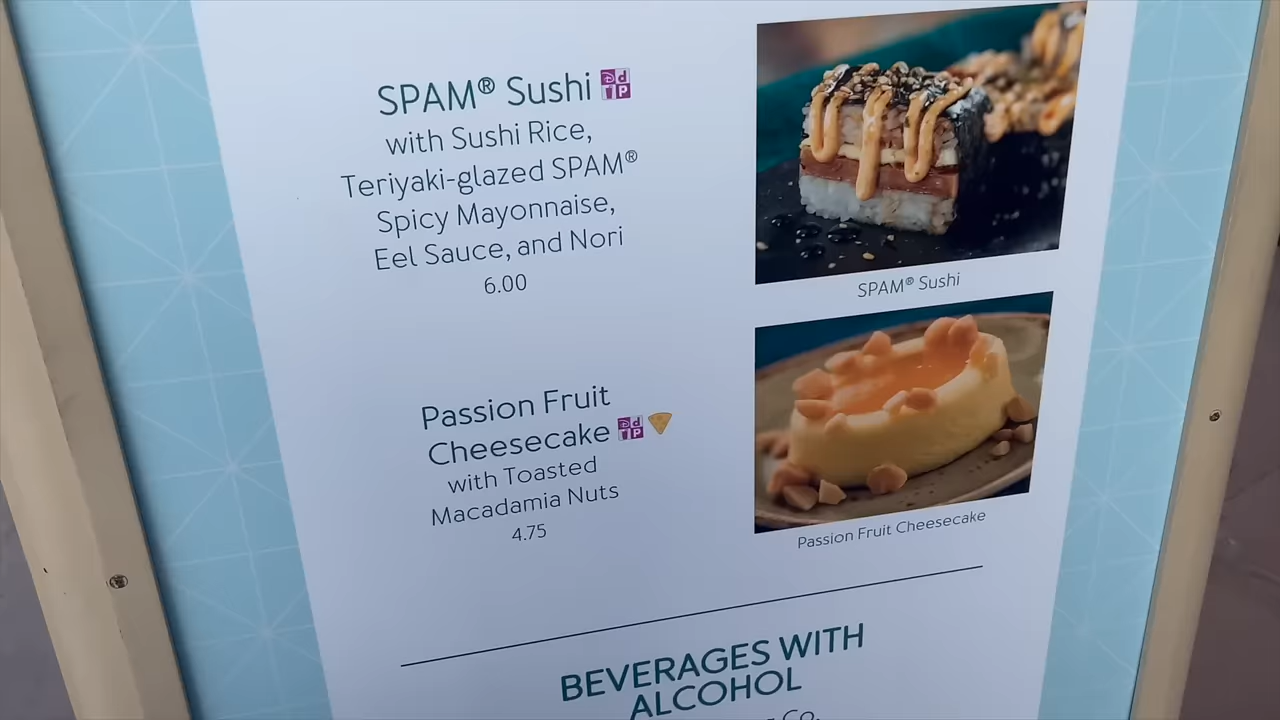 SPAM® Sushi
with Sushi Rice,
Teriyaki-glazed SPAM®
Spicy Mayonnaise,
Eel Sauce, and Nori
6.00
SPAM® Sushi
Passion Fruit
Cheesecake
with Toasted
Macadamia Nuts
4.75
Passion Fruit Cheesecake
BEVERAGES WITH
ALCOHOL
Co.